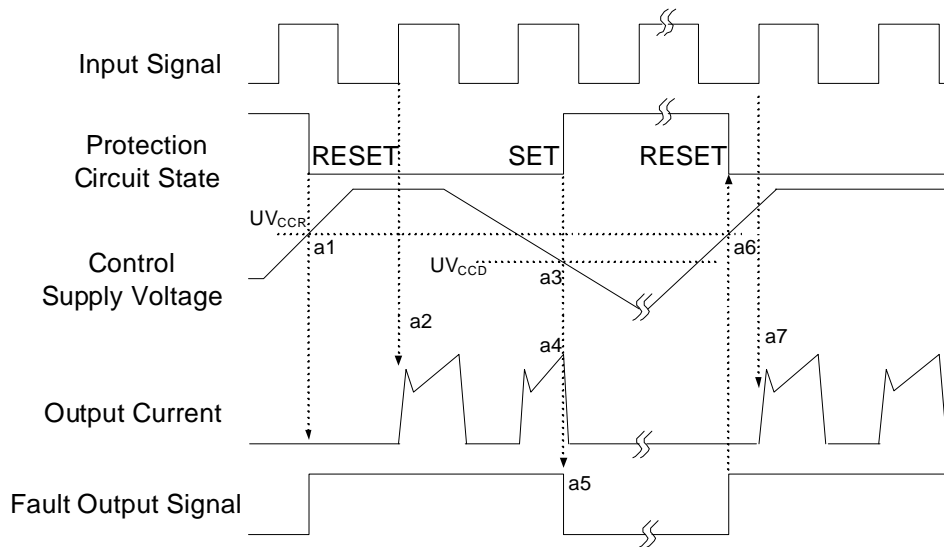 Input Signal
Protection
Circuit State
RESET
SET
RESET
UVCCR
a1
a6
Control
Supply Voltage
UVCCD
a3
a2
a4
a7
Output Current
a5
Fault Output Signal